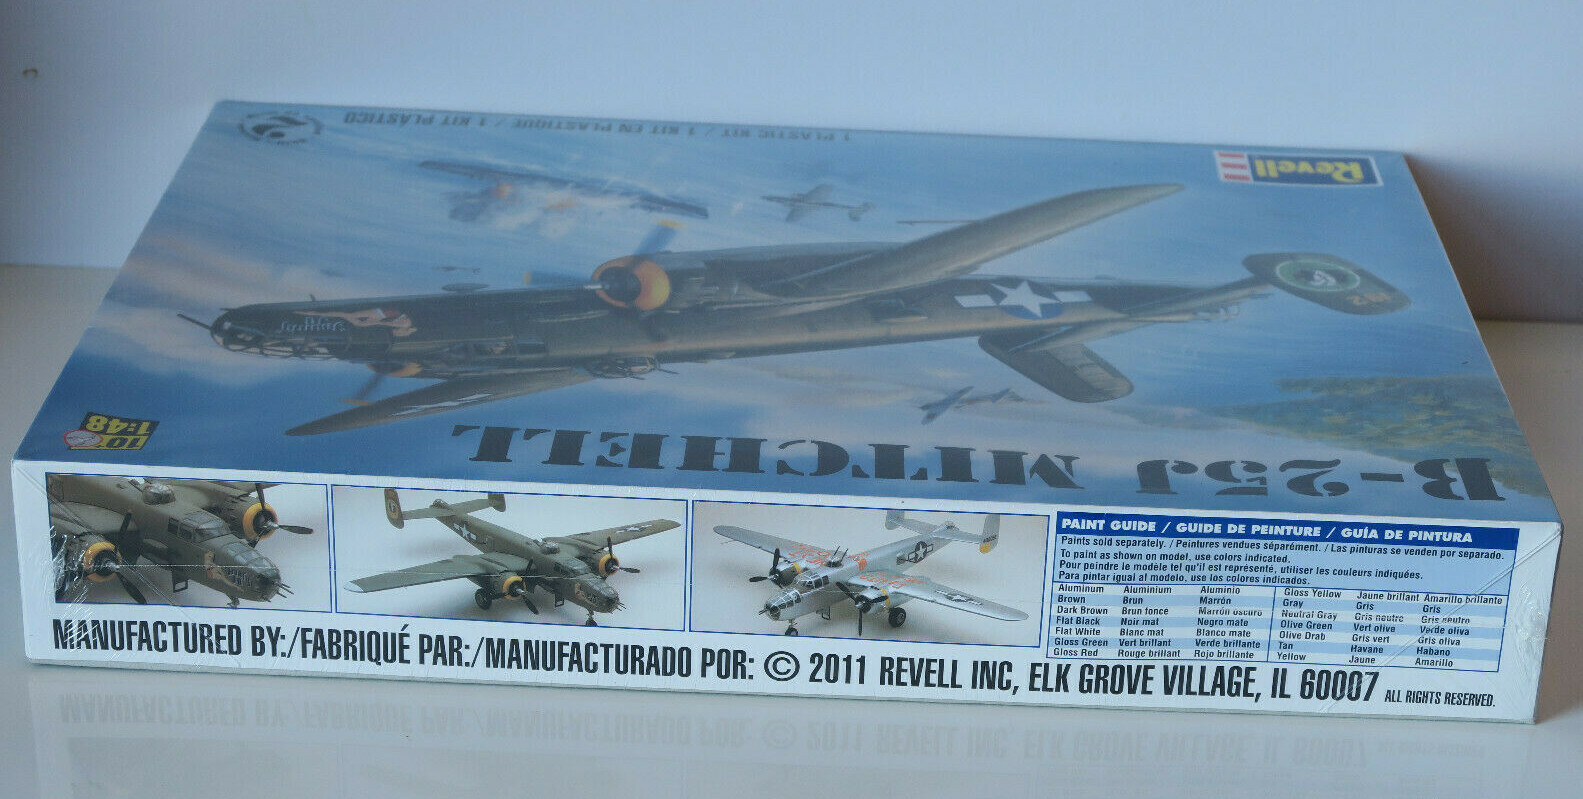 1 PLASTIC KIT / 1 KIT EN PLASTIQUE / 1 KIT PLÁSTICO
Revell
B-25J MITCHELL
1:48
PAINT GUIDE / GUIDE DE PEINTURE / GUÍA DE PINTURA
Paints sold separately. / Peintures vendues séparément. / Las pinturas se venden por separado.
To paint as shown on model, use colors indicated.
Pour peindre le modèle tel qu'il est représenté, utiliser les couleurs indiquées.
Para pintar igual al modelo, use los colores indicados.
Aluminum Aluminium Aluminio
Brown Brun Marrón
Dark Brown Brun fonce Marrón oscuro
Flat Black Noir mat Negro mate
Flat White Blanc mat Blanco mate
Gloss Green Vert brillant Verde brillante
Gloss Red Rouge brillant Rojo brillante
Gloss Yellow Jaune brillant Amarillo brillante
Gray Gris Gris
Neutral Gray Gris neutre Gris neutro
Olive Green Vert olive Verde oliva
Olive Drab Gris vert Gris oliva
Tan Havane Habano
Yellow Jaune Amarillo
MANUFACTURED BY:/FABRIQUÉ PAR:/MANUFACTURADO POR: © 2011 REVELL INC, ELK GROVE VILLAGE, IL 60007 ALL RIGHTS RESERVED.